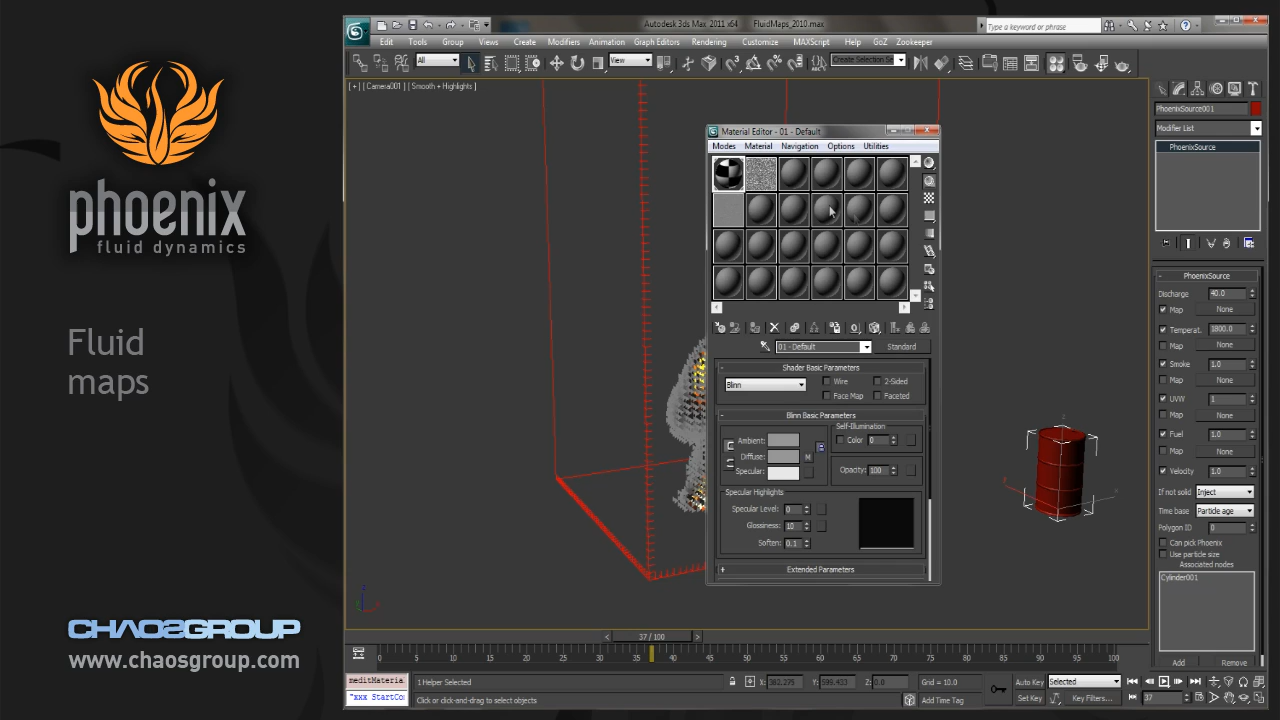 phoenix
fluid dynamics
Fluid
maps
CHAOSGROUP
www.chaosgroup.com
Autodesk 3ds Max 2011 x64 FluidMaps_2010.max
Type a keyword or phrase
Edit Tools Group Views Create Modifiers Animation Graph Editors Rendering Customize MAXScript Help GoZ Zookeeper
All View Create Selection Se
[ + ] [ Camera001 ] [ Smooth + Highlights ]
Material Editor - 01 - Default
Modes Material Navigation Options Utilities
01 - Default Standard
Shader Basic Parameters
Blinn Wire 2-Sided
Face Map Faceted
Blinn Basic Parameters
Self-Illumination
Ambient: Color 0
Diffuse: M
Specular: Opacity: 100
Specular Highlights
Specular Level: 0
Glossiness: 10
Soften: 0.1
Extended Parameters
PhoenixSource001
Modifier List
PhoenixSource
PhoenixSource
Discharge 40.0
Map None
Temperat. 1800.0
Map None
Smoke 1.0
Map None
UVW 1
Map None
Fuel 1.0
Map None
Velocity 1.0
If not solid Inject
Time base Particle age
Polygon ID 0
Can pick Phoenix
Use particle size
Associated nodes
Cylinder001
Add Remove
37 / 100
0 5 10 15 20 25 30 35 40 45 50 55 60 65 70 75 80 85 90 95 100
meditMateria
"xxx StartCo
1 Helper Selected
Click or click-and-drag to select objects
X: 382.275 Y: 599.433 Z: 0.0 Grid = 10.0
Add Time Tag
Auto Key Selected
Set Key Key Filters... 37